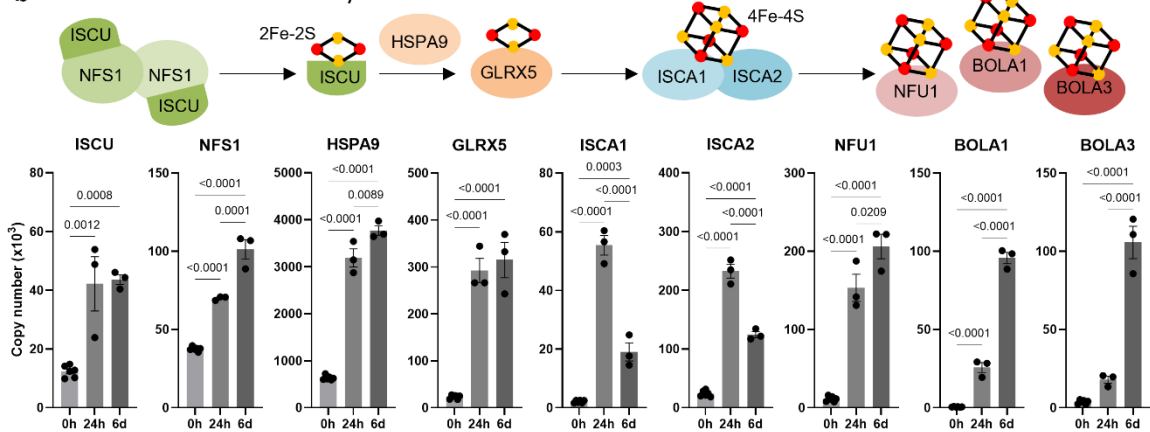 2Fe-2S
4Fe-4S
ISCU
NFS1
NFS1
ISCU
ISCU
HSPA9
GLRX5
ISCA1
ISCA2
NFU1
BOLA1
BOLA3
ISCU
NFS1
HSPA9
GLRX5
ISCA1
ISCA2
NFU1
BOLA1
BOLA3
Copy number (x10³)
80
60
40
20
0
0.0008
0.0012
0h 24h 6d
150
100
50
0
<0.0001
0.0001
<0.0001
0h 24h 6d
5000
4000
3000
2000
1000
0
<0.0001
0.0089
<0.0001
0h 24h 6d
500
400
300
200
100
0
<0.0001
<0.0001
0h 24h 6d
80
60
40
20
0
0.0003
<0.0001
<0.0001
0h 24h 6d
400
300
200
100
0
<0.0001
<0.0001
<0.0001
0h 24h 6d
300
200
100
0
<0.0001
0.0209
<0.0001
0h 24h 6d
150
100
50
0
<0.0001
<0.0001
<0.0001
0h 24h 6d
150
100
50
0
<0.0001
<0.0001
0h 24h 6d